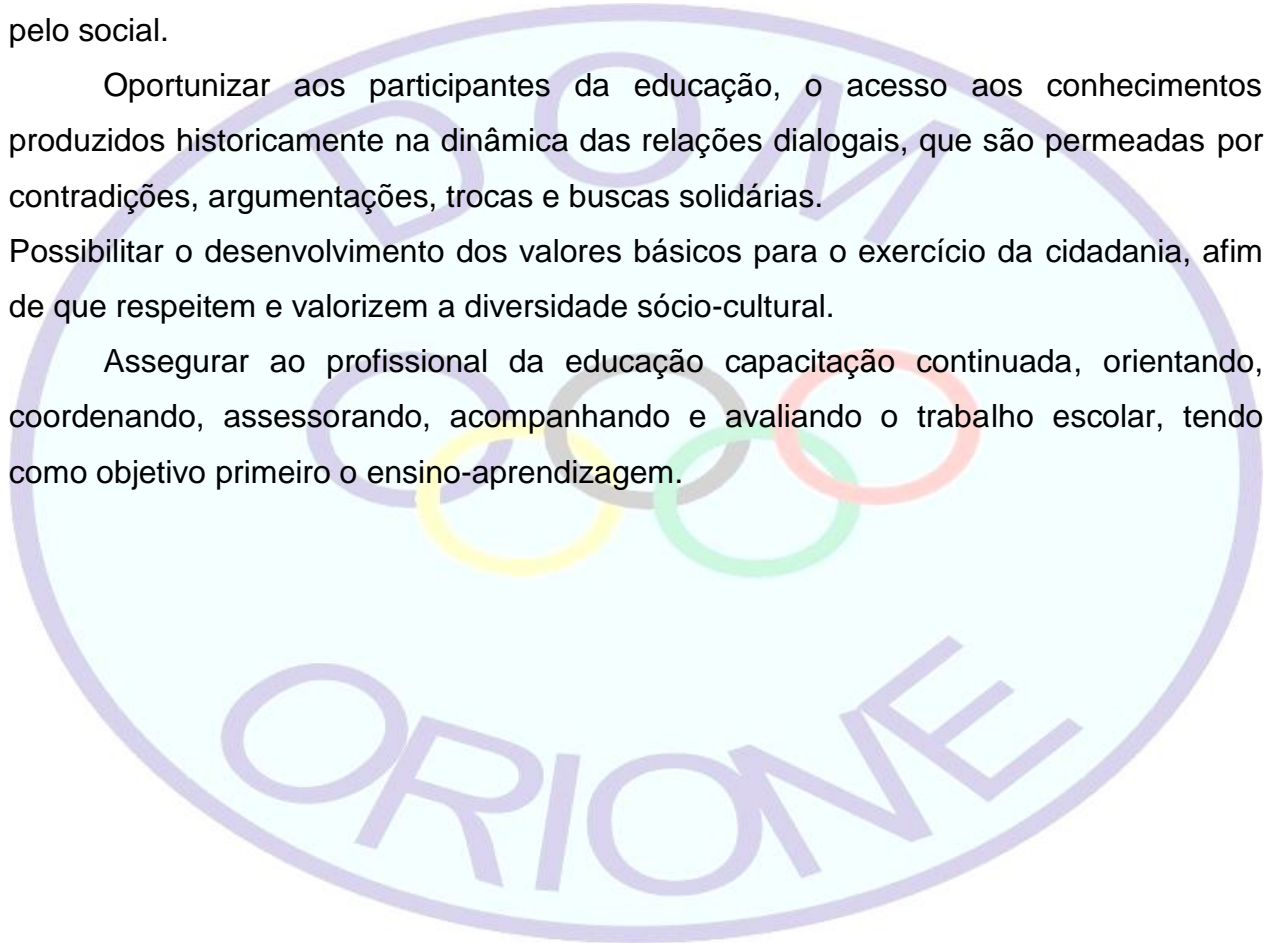 pelo social.
Oportunizar aos participantes da educação, o acesso aos conhecimentos
produzidos historicamente na dinâmica das relações dialogais, que são permeadas por
contradições, argumentações, trocas e buscas solidárias.
Possibilitar o desenvolvimento dos valores básicos para o exercício da cidadania, afim
de que respeitem e valorizem a diversidade sócio-cultural.
Assegurar ao profissional da educação capacitação continuada, orientando,
coordenando, assessorando, acompanhando e avaliando o trabalho escolar, tendo
como objetivo primeiro o ensino-aprendizagem.
DOM
ORIONE